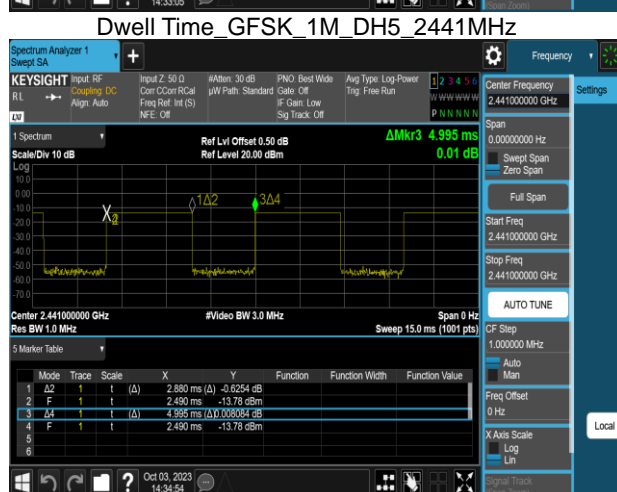 14:33:05
(Span Zoom)
Dwell Time_GFSK_1M_DH5_2441MHz
Spectrum Analyzer 1
Swept SA
+
Frequency
KEYSIGHT Input: RF Input Z: 50 Ω #Atten: 30 dB PNO: Best Wide Avg Type: Log-Power 1 2 3 4 5 6
RL Coupling: DC Corr CCorr RCal µW Path: Standard Gate: Off Trig: Free Run
Align: Auto Freq Ref: Int (S) IF Gain: Low W W W W W W
LXI NFE: Off Sig Track: Off P N N N N N
Center Frequency
2.441000000 GHz
Settings
1 Spectrum
Ref Lvl Offset 0.50 dB
ΔMkr3 4.995 ms
Scale/Div 10 dB Ref Level 20.00 dBm 0.01 dB
Log
10.0
0.00
-10.0
-20.0
-30.0
-40.0
-50.0
-60.0
-70.0
X2
1Δ2
3Δ4
Center 2.441000000 GHz #Video BW 3.0 MHz Span 0 Hz
Res BW 1.0 MHz Sweep 15.0 ms (1001 pts)
Span
0.00000000 Hz
Swept Span
Zero Span
Full Span
Start Freq
2.441000000 GHz
Stop Freq
2.441000000 GHz
AUTO TUNE
CF Step
1.000000 MHz
Auto
Man
Freq Offset
0 Hz
X Axis Scale
Log
Lin
Signal Track
Local
5 Marker Table
Mode Trace Scale X Y Function Function Width Function Value
1 Δ2 1 t (Δ) 2.880 ms (Δ) -0.6254 dB
2 F 1 t 2.490 ms -13.78 dBm
3 Δ4 1 t (Δ) 4.995 ms (Δ) 0.008084 dB
4 F 1 t 2.490 ms -13.78 dBm
5
6
? Oct 03, 2023
14:34:54